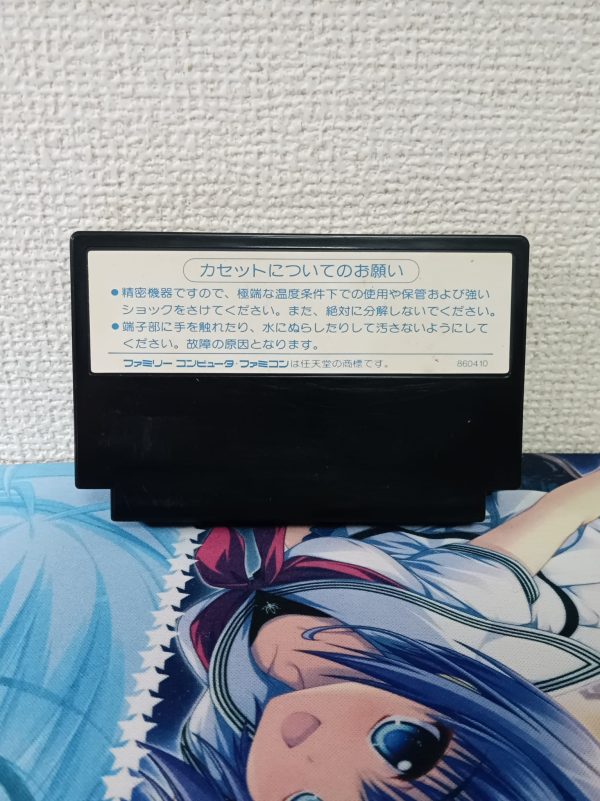 カセットについてのお願い
●精密機器ですので、極端な温度条件下での使用や保管および強い
ショックをさけてください。また、絶対に分解しないでください。
●端子部に手を触れたり、水にぬらしたりして汚さないようにして
ください。故障の原因となります。
ファミリー コンピュータ・ファミコンは任天堂の商標です。 860410